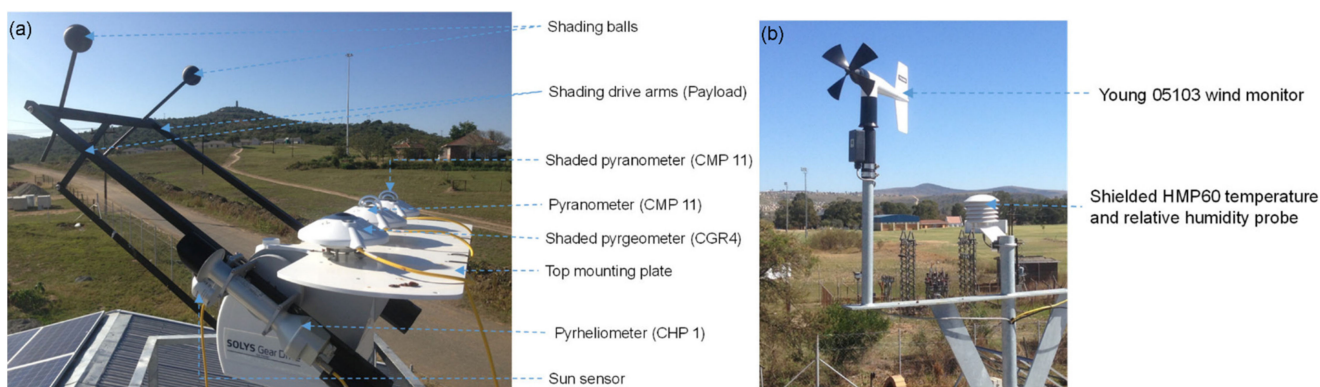 (a)
Shading balls
Shading drive arms (Payload)
Shaded pyranometer (CMP 11)
Pyranometer (CMP 11)
Shaded pyrgeometer (CGR4)
Top mounting plate
Pyrheliometer (CHP 1)
Sun sensor
SOLYS Gear
(b)
Young 05103 wind monitor
Shielded HMP60 temperature
and relative humidity probe